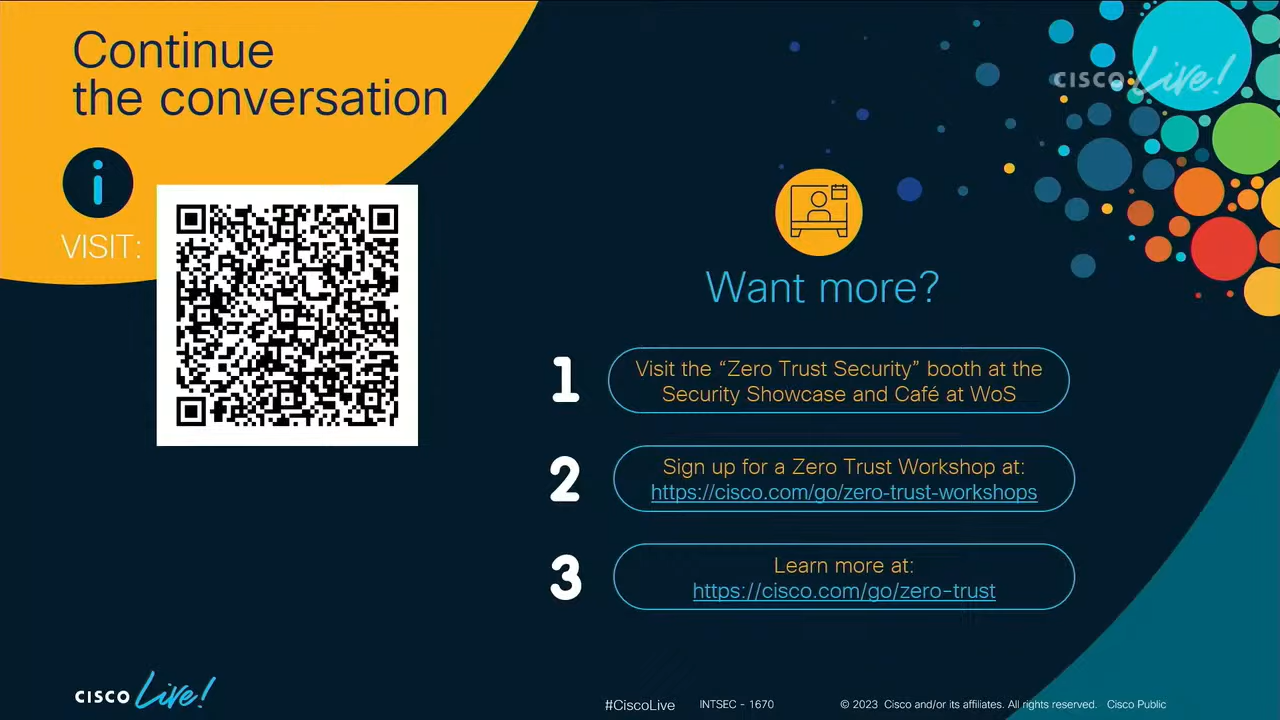 Continue
the conversation
CISCO Live!
i
VISIT:
Want more?
1
Visit the “Zero Trust Security” booth at the
Security Showcase and Café at WoS
2
Sign up for a Zero Trust Workshop at:
https://cisco.com/go/zero-trust-workshops
3
Learn more at:
https://cisco.com/go/zero-trust
CISCO Live!
#CiscoLive
INTSEC - 1670
© 2023 Cisco and/or its affiliates. All rights reserved. Cisco Public